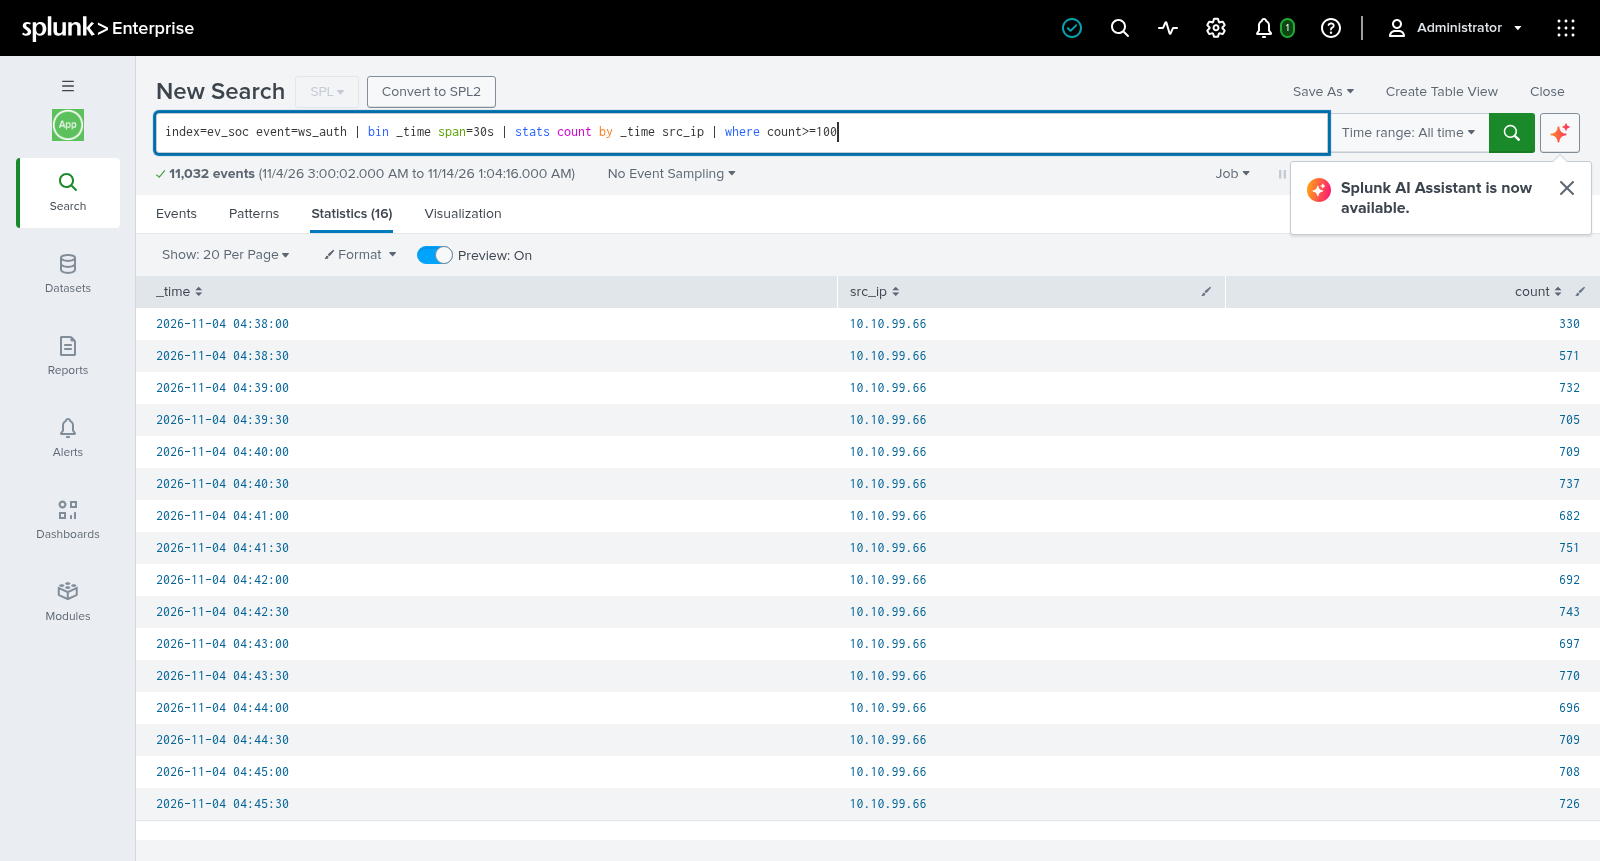 splunk> Enterprise
1
Administrator
App
Search
Datasets
Reports
Alerts
Dashboards
Modules
New Search
SPL
Convert to SPL2
Save As
Create Table View
Close
index=ev_soc event=ws_auth | bin _time span=30s | stats count by _time src_ip | where count>=100
Time range: All time
11,032 events (11/4/26 3:00:02.000 AM to 11/14/26 1:04:16.000 AM)
No Event Sampling
Job
Splunk AI Assistant is now
available.
Events
Patterns
Statistics (16)
Visualization
Show: 20 Per Page
Format
Preview: On
_time src_ip count
2026-11-04 04:38:00 10.10.99.66 330
2026-11-04 04:38:30 10.10.99.66 571
2026-11-04 04:39:00 10.10.99.66 732
2026-11-04 04:39:30 10.10.99.66 705
2026-11-04 04:40:00 10.10.99.66 709
2026-11-04 04:40:30 10.10.99.66 737
2026-11-04 04:41:00 10.10.99.66 682
2026-11-04 04:41:30 10.10.99.66 751
2026-11-04 04:42:00 10.10.99.66 692
2026-11-04 04:42:30 10.10.99.66 743
2026-11-04 04:43:00 10.10.99.66 697
2026-11-04 04:43:30 10.10.99.66 770
2026-11-04 04:44:00 10.10.99.66 696
2026-11-04 04:44:30 10.10.99.66 709
2026-11-04 04:45:00 10.10.99.66 708
2026-11-04 04:45:30 10.10.99.66 726